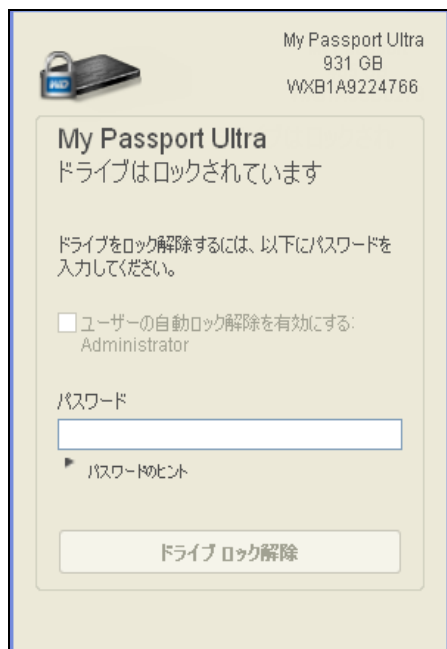 My Passport Ultra
931 GB
WXB1A9224766
WD
My Passport Ultra
ドライブはロックされています
ドライブをロック解除するには、以下にパスワードを
入力してください。
ユーザーの自動ロック解除を有効にする:
Administrator
パスワード
パスワードのヒント
ドライブ ロック解除